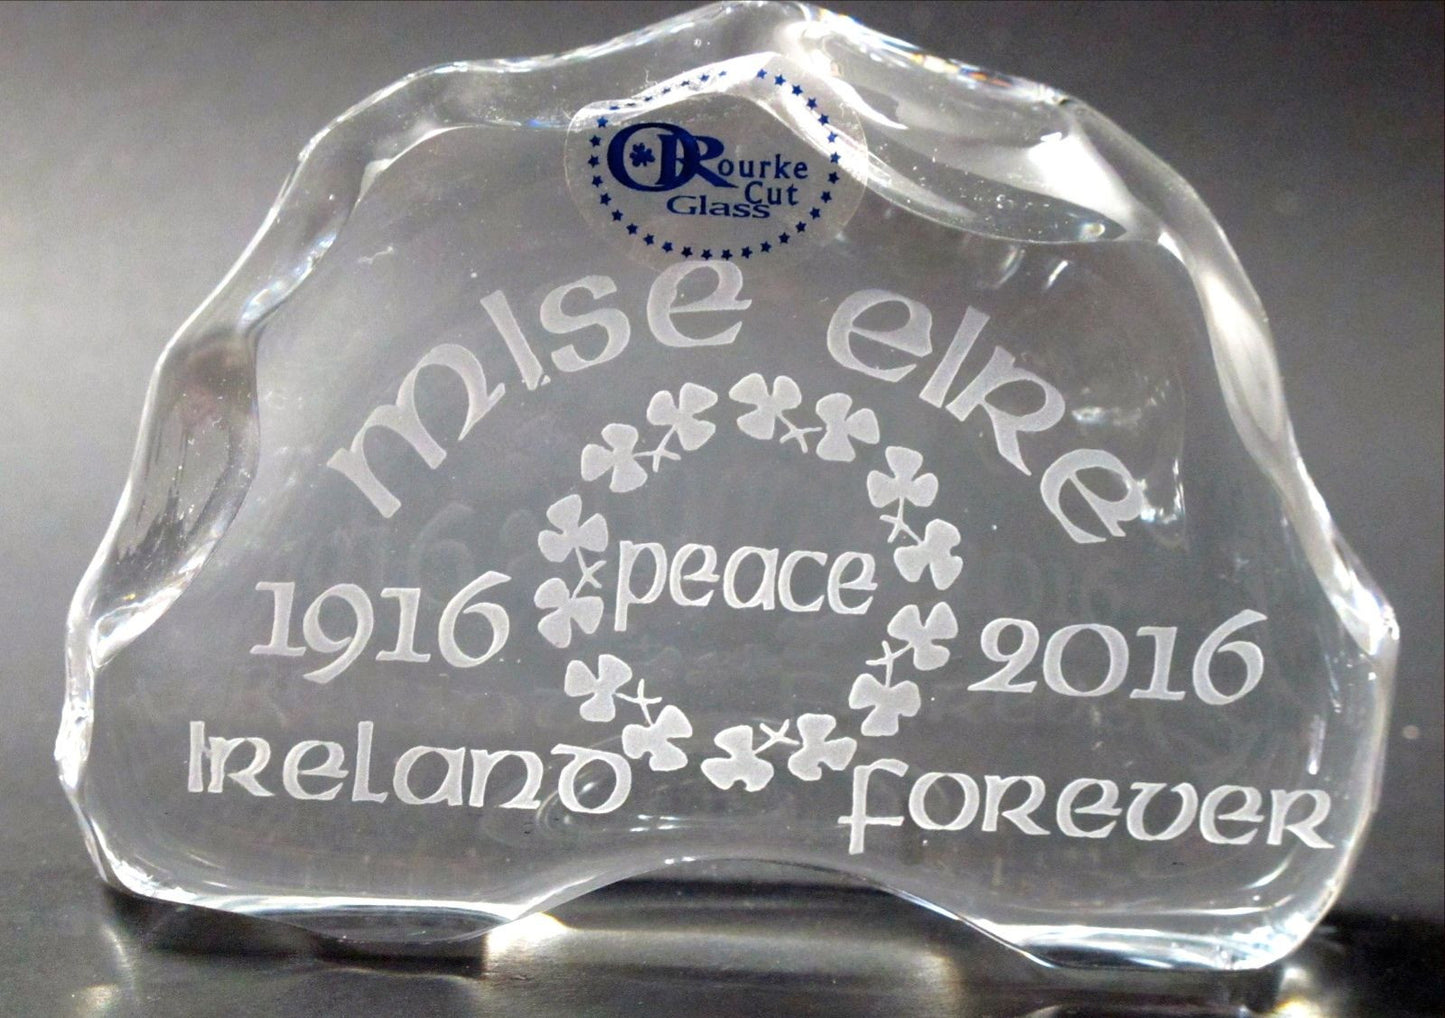 O'Rourke
Cut
Glass
mise eire
peace
1916 2016
Ireland forever